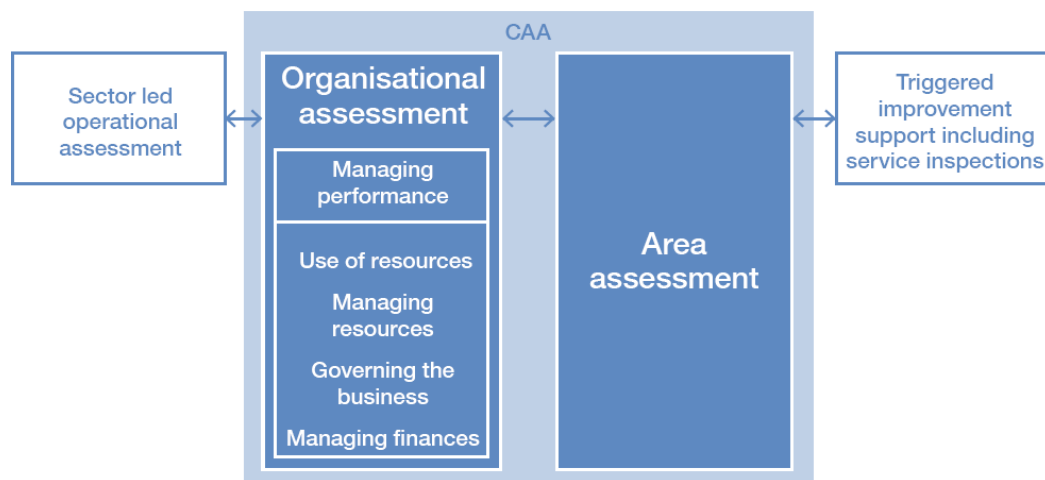 CAA
Sector led
operational
assessment
Organisational
assessment
Managing
performance
Use of resources
Managing
resources
Governing the
business
Managing finances
Area
assessment
Triggered
improvement
support including
service inspections